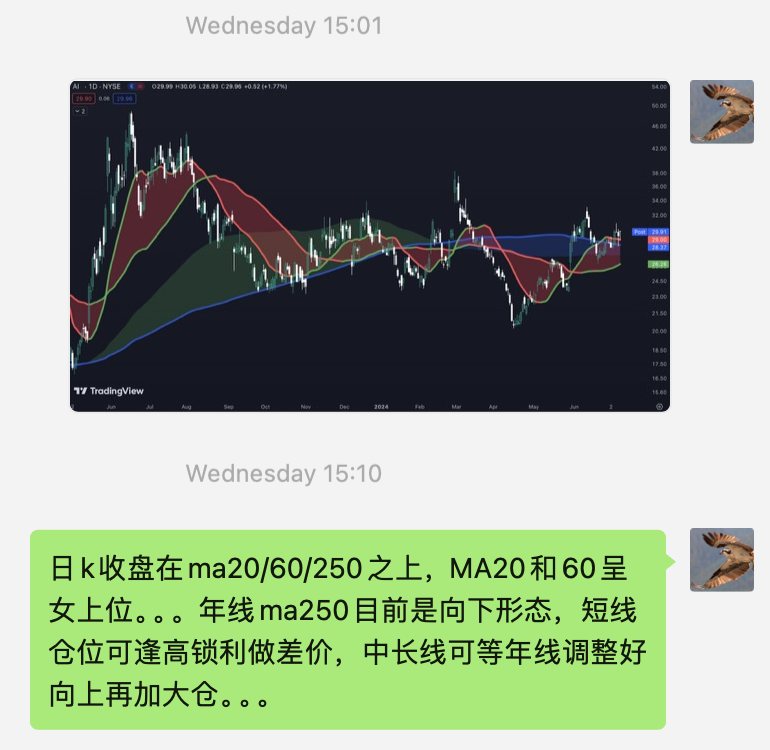 Wednesday 15:01
AI · 1D · NYSE O29.99 H30.05 L28.93 C29.96 +0.52 (+1.77%)
29.90 0.06 29.96
2
54.00
50.00
46.00
42.00
38.00
36.00
34.00
32.00
Post 29.91
29.00
28.37
26.26
24.50
23.00
21.50
20.00
18.50
17.50
16.50
15.60
TradingView
Jun Jul Aug Sep Oct Nov Dec 2024 Feb Mar Apr May Jun 2
Wednesday 15:10
日k收盘在ma20/60/250之上，MA20和60呈
女上位。。。年线ma250目前是向下形态，短线
仓位可逢高锁利做差价，中长线可等年线调整好
向上再加大仓。。。